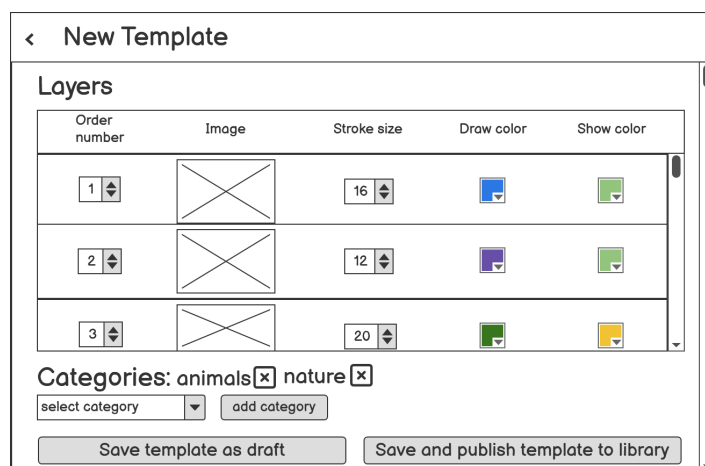 New Template
Layers
Order number Image Stroke size Draw color Show color
1 16
2 12
3 20
Categories: animals nature
select category add category
Save template as draft Save and publish template to library